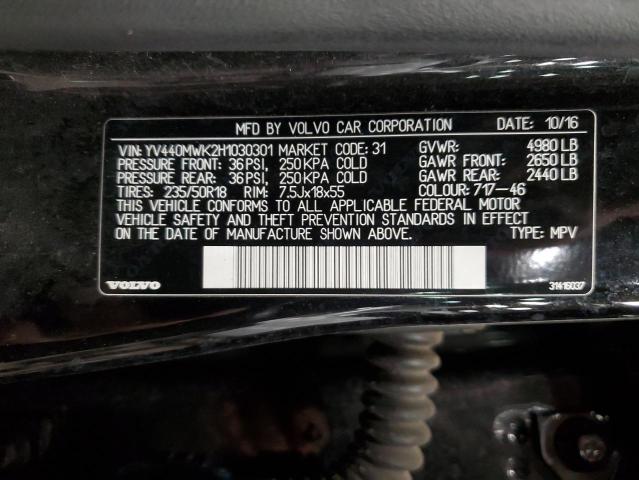 MFD BY VOLVO CAR CORPORATION DATE: 10/16
VIN: YV440MWK2H1030301 MARKET CODE: 31 GVWR: 4980 LB
PRESSURE FRONT: 36 PSI, 250 KPA COLD GAWR FRONT: 2650 LB
PRESSURE REAR: 36 PSI, 250 KPA COLD GAWR REAR: 2440 LB
TIRES: 235/50R18 RIM: 7.5Jx18x55 COLOUR: 717-46
THIS VEHICLE CONFORMS TO ALL APPLICABLE FEDERAL MOTOR
VEHICLE SAFETY AND THEFT PREVENTION STANDARDS IN EFFECT
ON THE DATE OF MANUFACTURE SHOWN ABOVE. TYPE: MPV
VOLVO 31416037